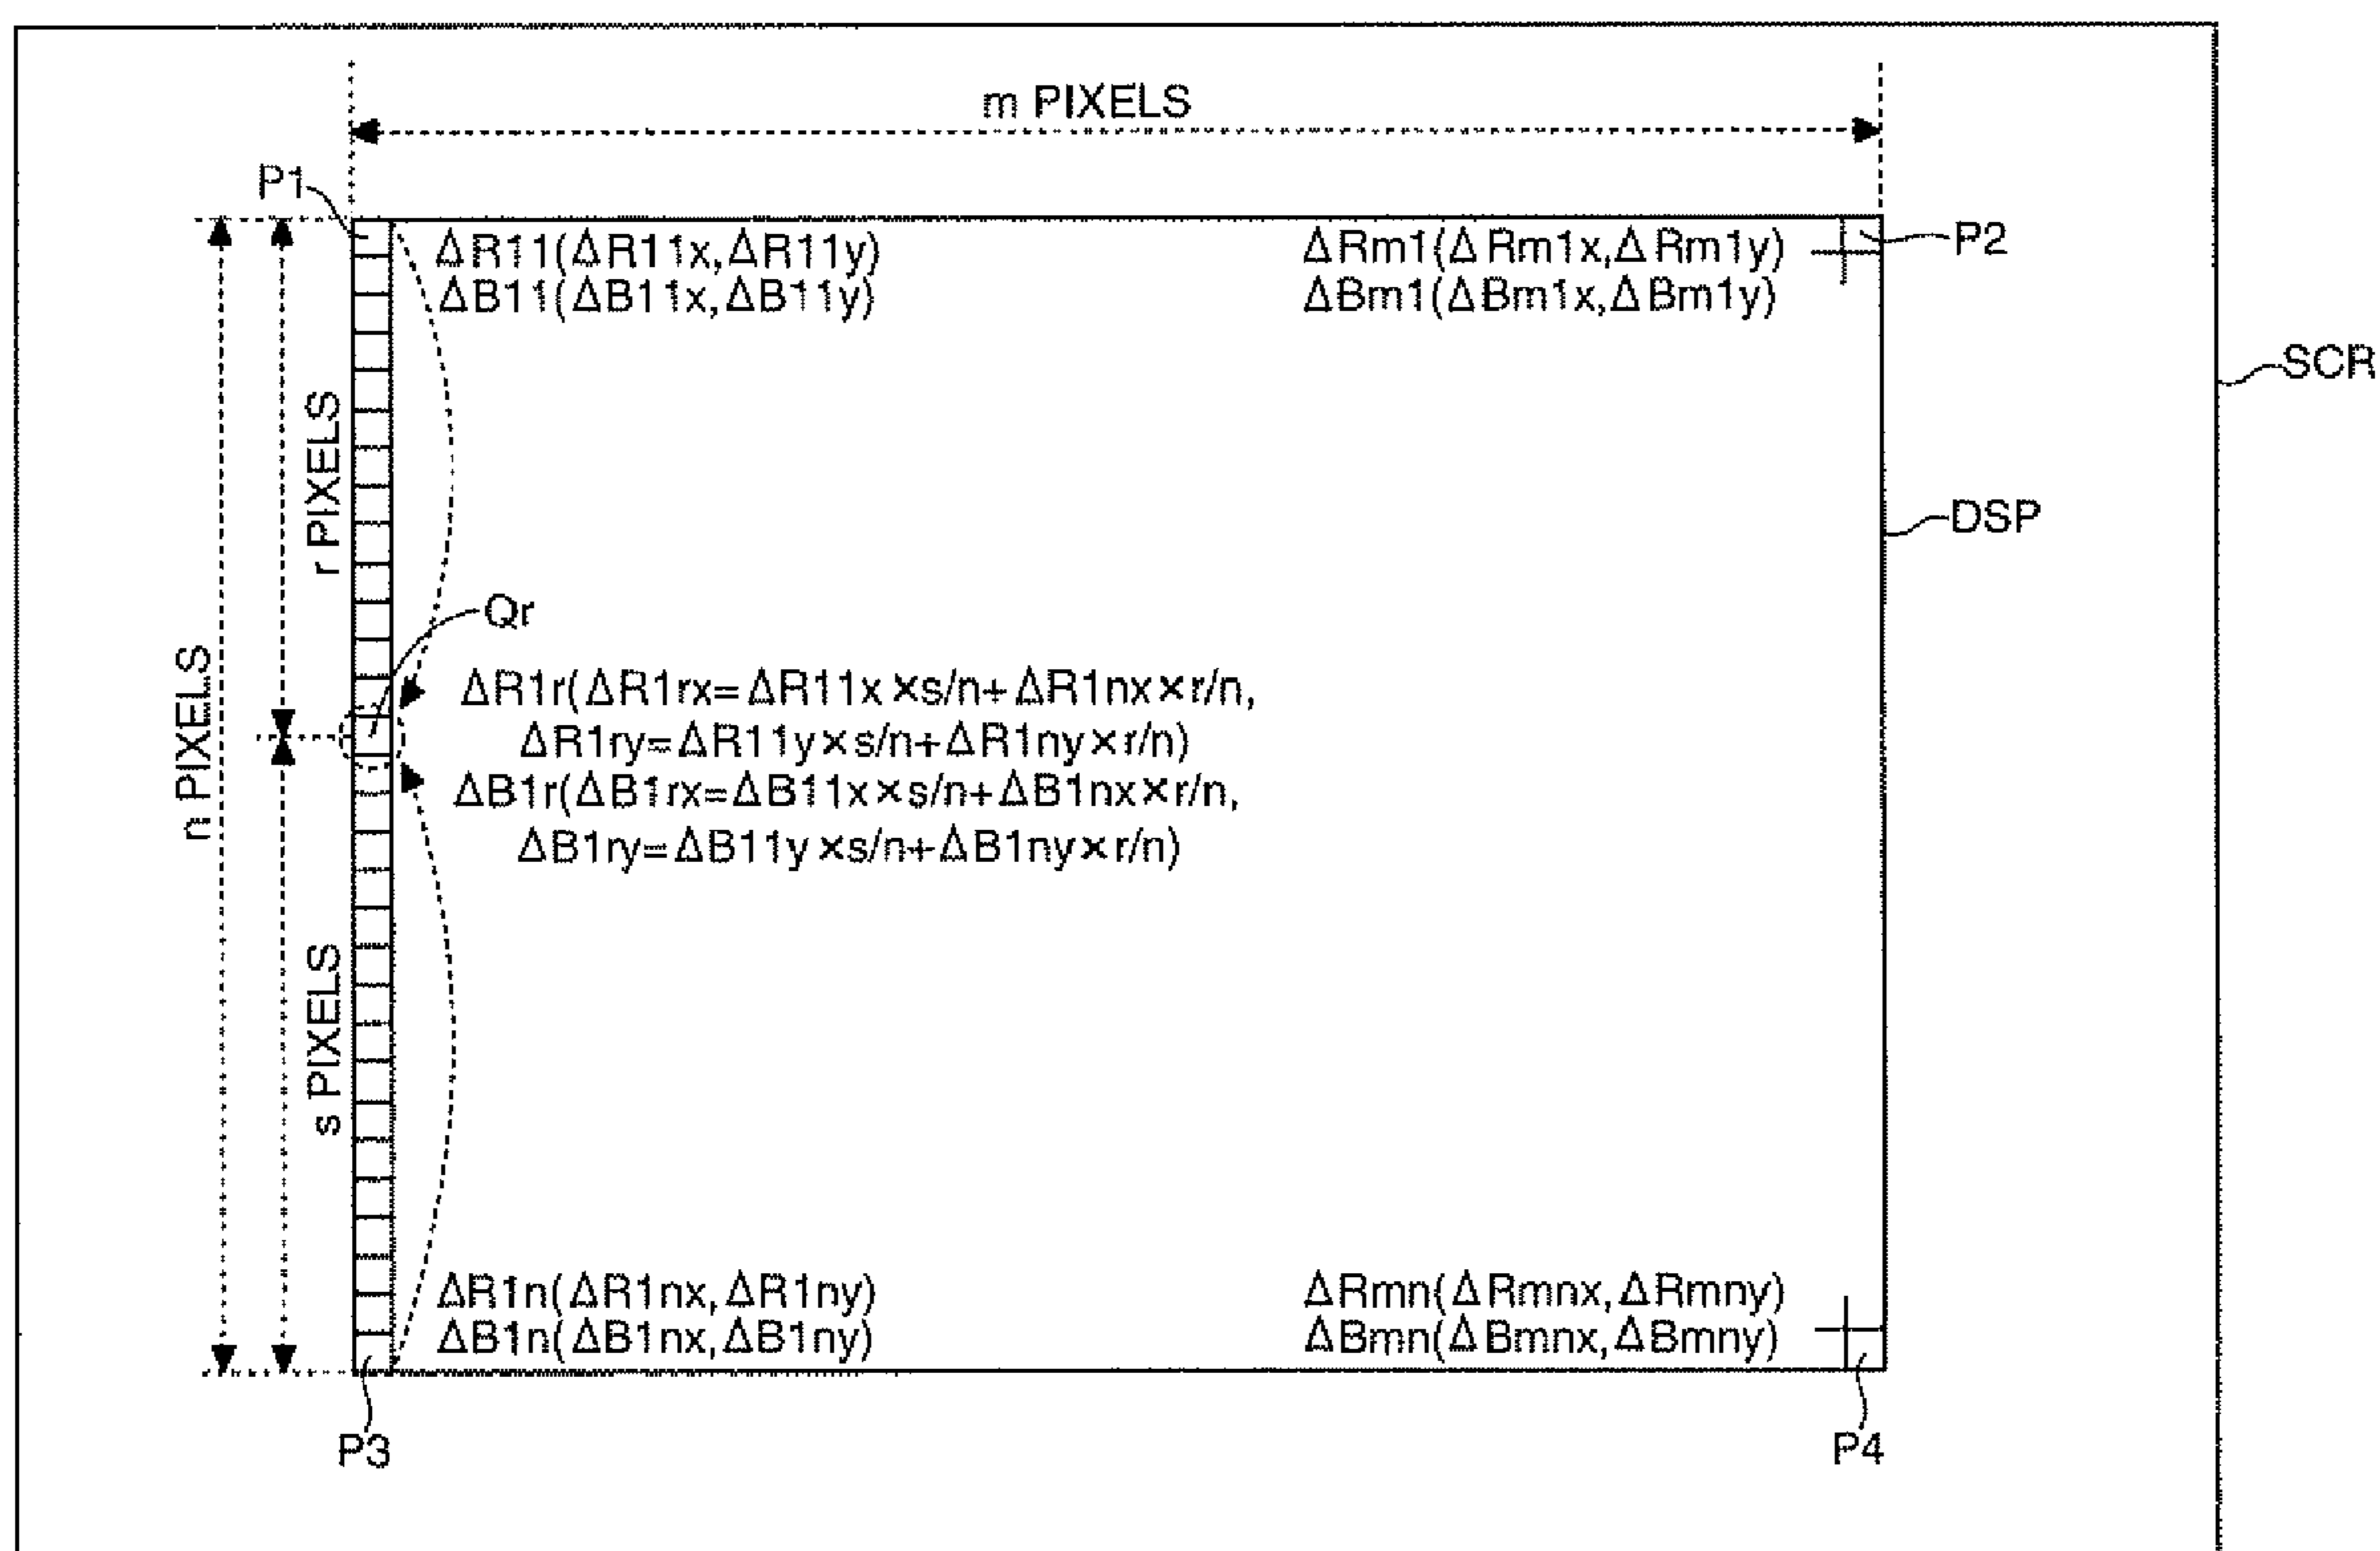 m PIXELS
P1
ΔR11(ΔR11x,ΔR11y)
ΔB11(ΔB11x,ΔB11y)
ΔRm1(ΔRm1x,ΔRm1y)
ΔBm1(ΔBm1x,ΔBm1y)
P2
SCR
DSP
r PIXELS
Qr
n PIXELS
ΔR1r(ΔR1rx=ΔR11x×s/n+ΔR1nx×r/n,
ΔR1ry=ΔR11y×s/n+ΔR1ny×r/n)
ΔB1r(ΔB1rx=ΔB11x×s/n+ΔB1nx×r/n,
ΔB1ry=ΔB11y×s/n+ΔB1ny×r/n)
s PIXELS
ΔR1n(ΔR1nx,ΔR1ny)
ΔB1n(ΔB1nx,ΔB1ny)
ΔRmn(ΔRmnx,ΔRmny)
ΔBmn(ΔBmnx,ΔBmny)
P3
P4